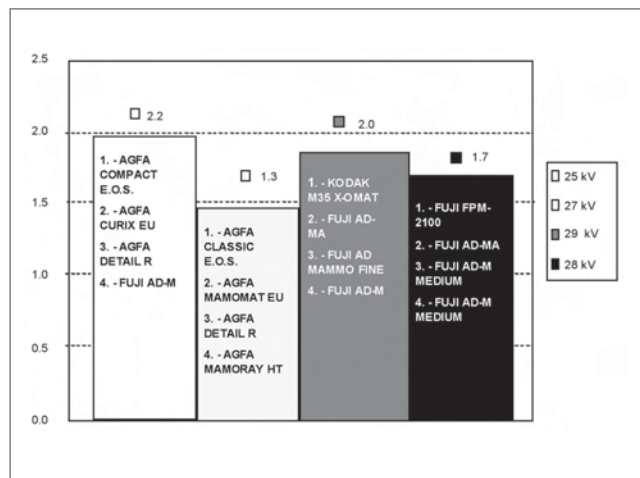 2.5
2.0
1.5
1.0
0.5
0.0
2.2
1. - AGFA
COMPACT
E.O.S.
2. - AGFA
CURIX EU
3. - AGFA
DETAIL R
4. - FUJI AD-M
1.3
1. - AGFA
CLASSIC
E.O.S.
2. - AGFA
MAMOMAT EU
3. - AGFA
DETAIL R
4. - AGFA
MAMORAY HT
2.0
1. - KODAK
M35 X-OMAT
2. - FUJI AD-
MA
3. - FUJI AD
MAMMO FINE
4. - FUJI AD-M
1.7
1. - FUJI FPM-
2100
2. - FUJI AD-MA
3. - FUJI AD-M
MEDIUM
4. - FUJI AD-M
MEDIUM
25 kV
27 kV
29 kV
28 kV